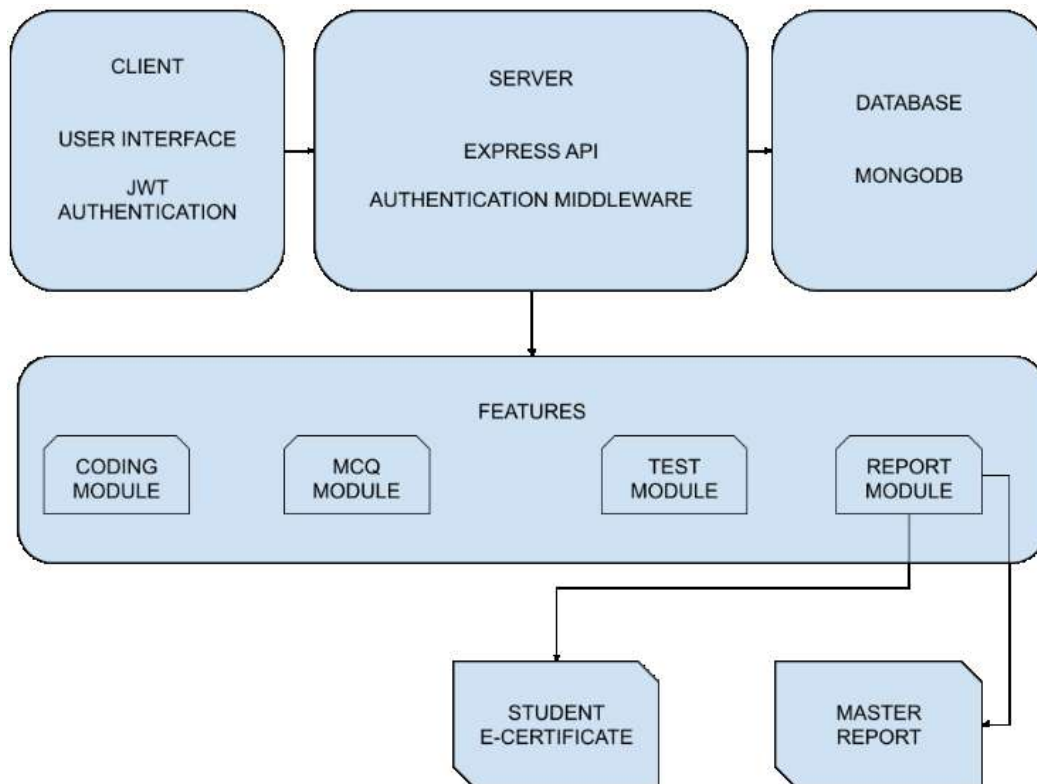 CLIENT
USER INTERFACE
JWT
AUTHENTICATION
SERVER
EXPRESS API
AUTHENTICATION MIDDLEWARE
DATABASE
MONGODB
FEATURES
CODING
MODULE
MCQ
MODULE
TEST
MODULE
REPORT
MODULE
STUDENT
E-CERTIFICATE
MASTER
REPORT